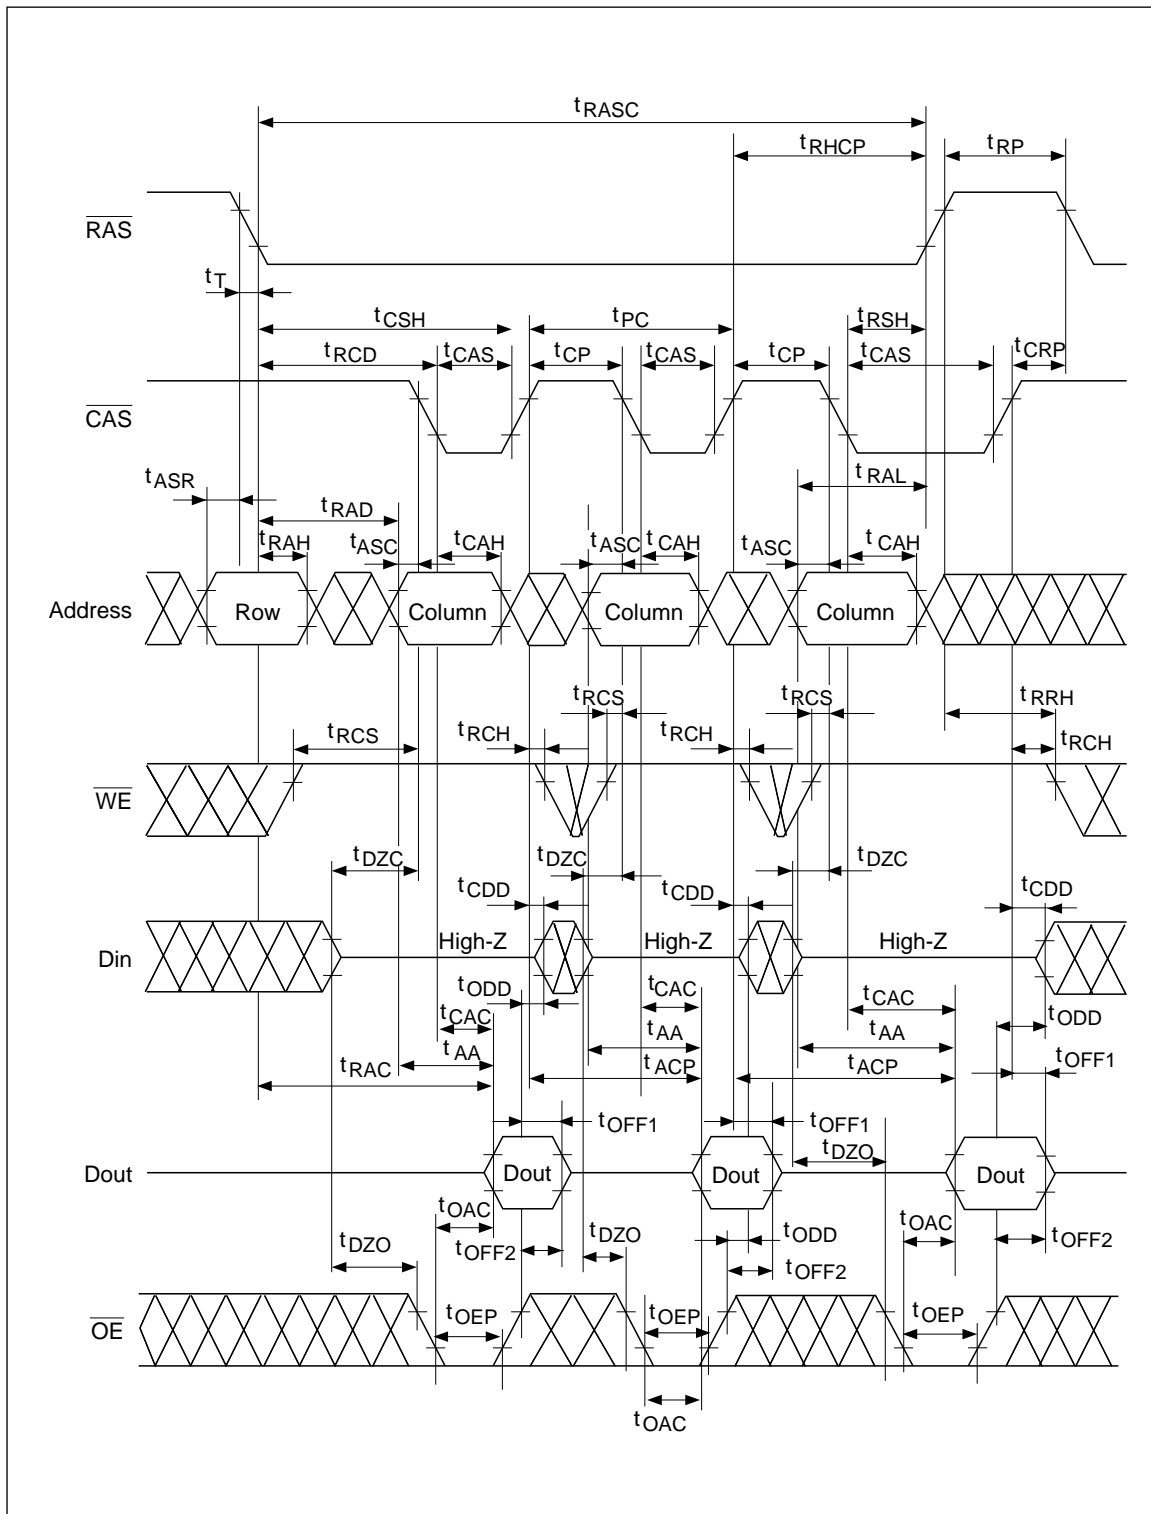 tRASC
tRHCP tRP
RAS
tT
tCSH tPC tRSH
tRCD tCAS tCP tCAS tCP tCAS tCRP
CAS
tASR tRAL
tRAD
tRAH tASC tCAH tASC tCAH tASC tCAH
Address Row Column Column Column
tRCS tRCS tRRH
tRCS tRCH tRCH tRCH
WE
tDZC tDZC tDZC
tCDD tCDD tCDD
Din High-Z High-Z High-Z
tODD tCAC tCAC tODD
tCAC tAA tAA
tAA tACP tACP tOFF1
tRAC
tOFF1 tOFF1
Dout Dout Dout tDZO Dout
tOAC tODD tOAC
tDZO tOFF2 tDZO tOFF2 tOFF2
OE tOEP tOEP tOEP
tOAC